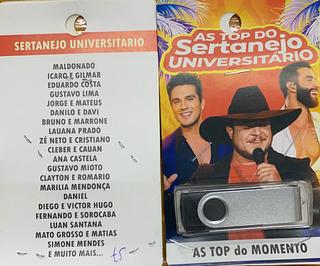 SERTANEJO UNIVERSITARIO
MALDONADO
ICARO E GILMAR
EDUARDO COSTA
GUSTAVO LIMA
JORGE E MATEUS
DANILO E DAVI
BRUNO E MARRONE
LAUANA PRADO
ZÉ NETO E CRISTIANO
CLEBER E CAUAN
ANA CASTELA
GUSTAVO MIOTO
CLAYTON E ROMARIO
MARILIA MENDONÇA
DANIEL
DIEGO E VICTOR HUGO
FERNANDO E SOROCABA
LUAN SANTANA
MATO GROSSO E MATIAS
SIMONE MENDES
E MUITO MAIS...
AS TOP DO
Sertanejo
UNIVERSITÁRIO
AS TOP do MOMENTO